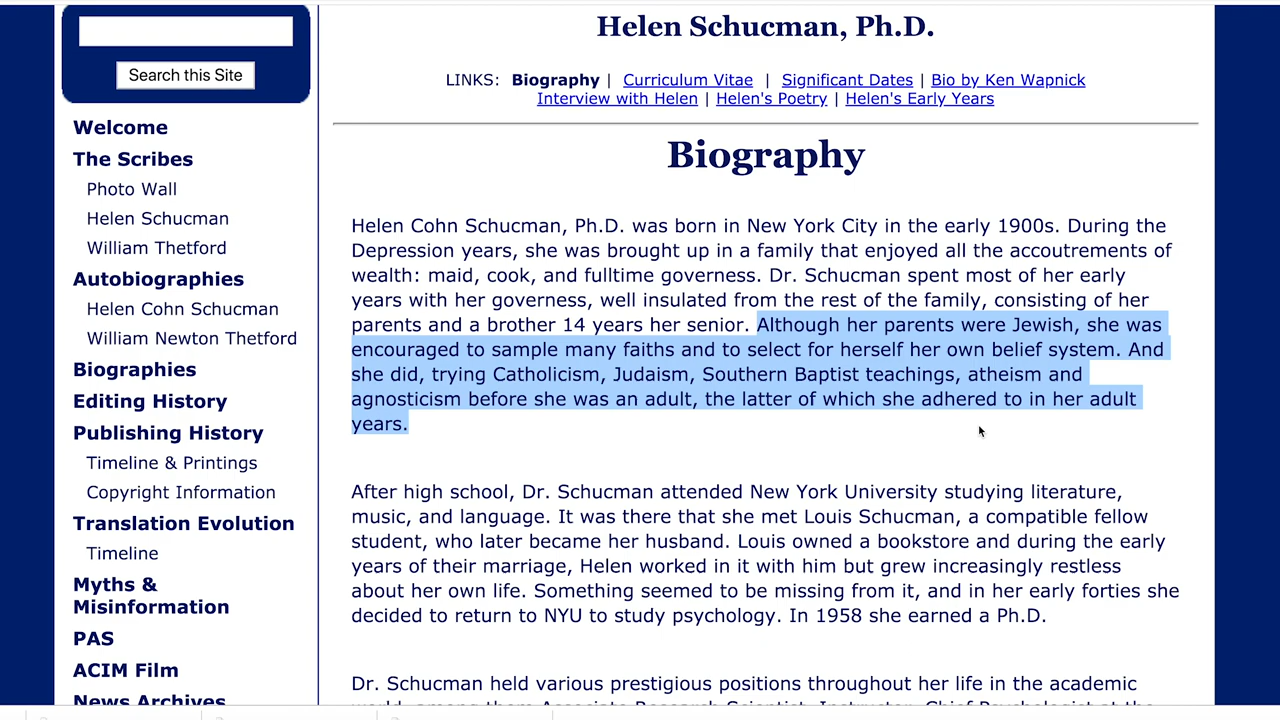 Search this Site
Welcome
The Scribes
Photo Wall
Helen Schucman
William Thetford
Autobiographies
Helen Cohn Schucman
William Newton Thetford
Biographies
Editing History
Publishing History
Timeline & Printings
Copyright Information
Translation Evolution
Timeline
Myths &
Misinformation
PAS
ACIM Film
News Archives
Helen Schucman, Ph.D.
LINKS: Biography | Curriculum Vitae | Significant Dates | Bio by Ken Wapnick
Interview with Helen | Helen's Poetry | Helen's Early Years
Biography
Helen Cohn Schucman, Ph.D. was born in New York City in the early 1900s. During the
Depression years, she was brought up in a family that enjoyed all the accoutrements of
wealth: maid, cook, and fulltime governess. Dr. Schucman spent most of her early
years with her governess, well insulated from the rest of the family, consisting of her
parents and a brother 14 years her senior. Although her parents were Jewish, she was
encouraged to sample many faiths and to select for herself her own belief system. And
she did, trying Catholicism, Judaism, Southern Baptist teachings, atheism and
agnosticism before she was an adult, the latter of which she adhered to in her adult
years.
After high school, Dr. Schucman attended New York University studying literature,
music, and language. It was there that she met Louis Schucman, a compatible fellow
student, who later became her husband. Louis owned a bookstore and during the early
years of their marriage, Helen worked in it with him but grew increasingly restless
about her own life. Something seemed to be missing from it, and in her early forties she
decided to return to NYU to study psychology. In 1958 she earned a Ph.D.
Dr. Schucman held various prestigious positions throughout her life in the academic
world, among them Associate Research Scientist, Instructor, Chief Psychologist at the